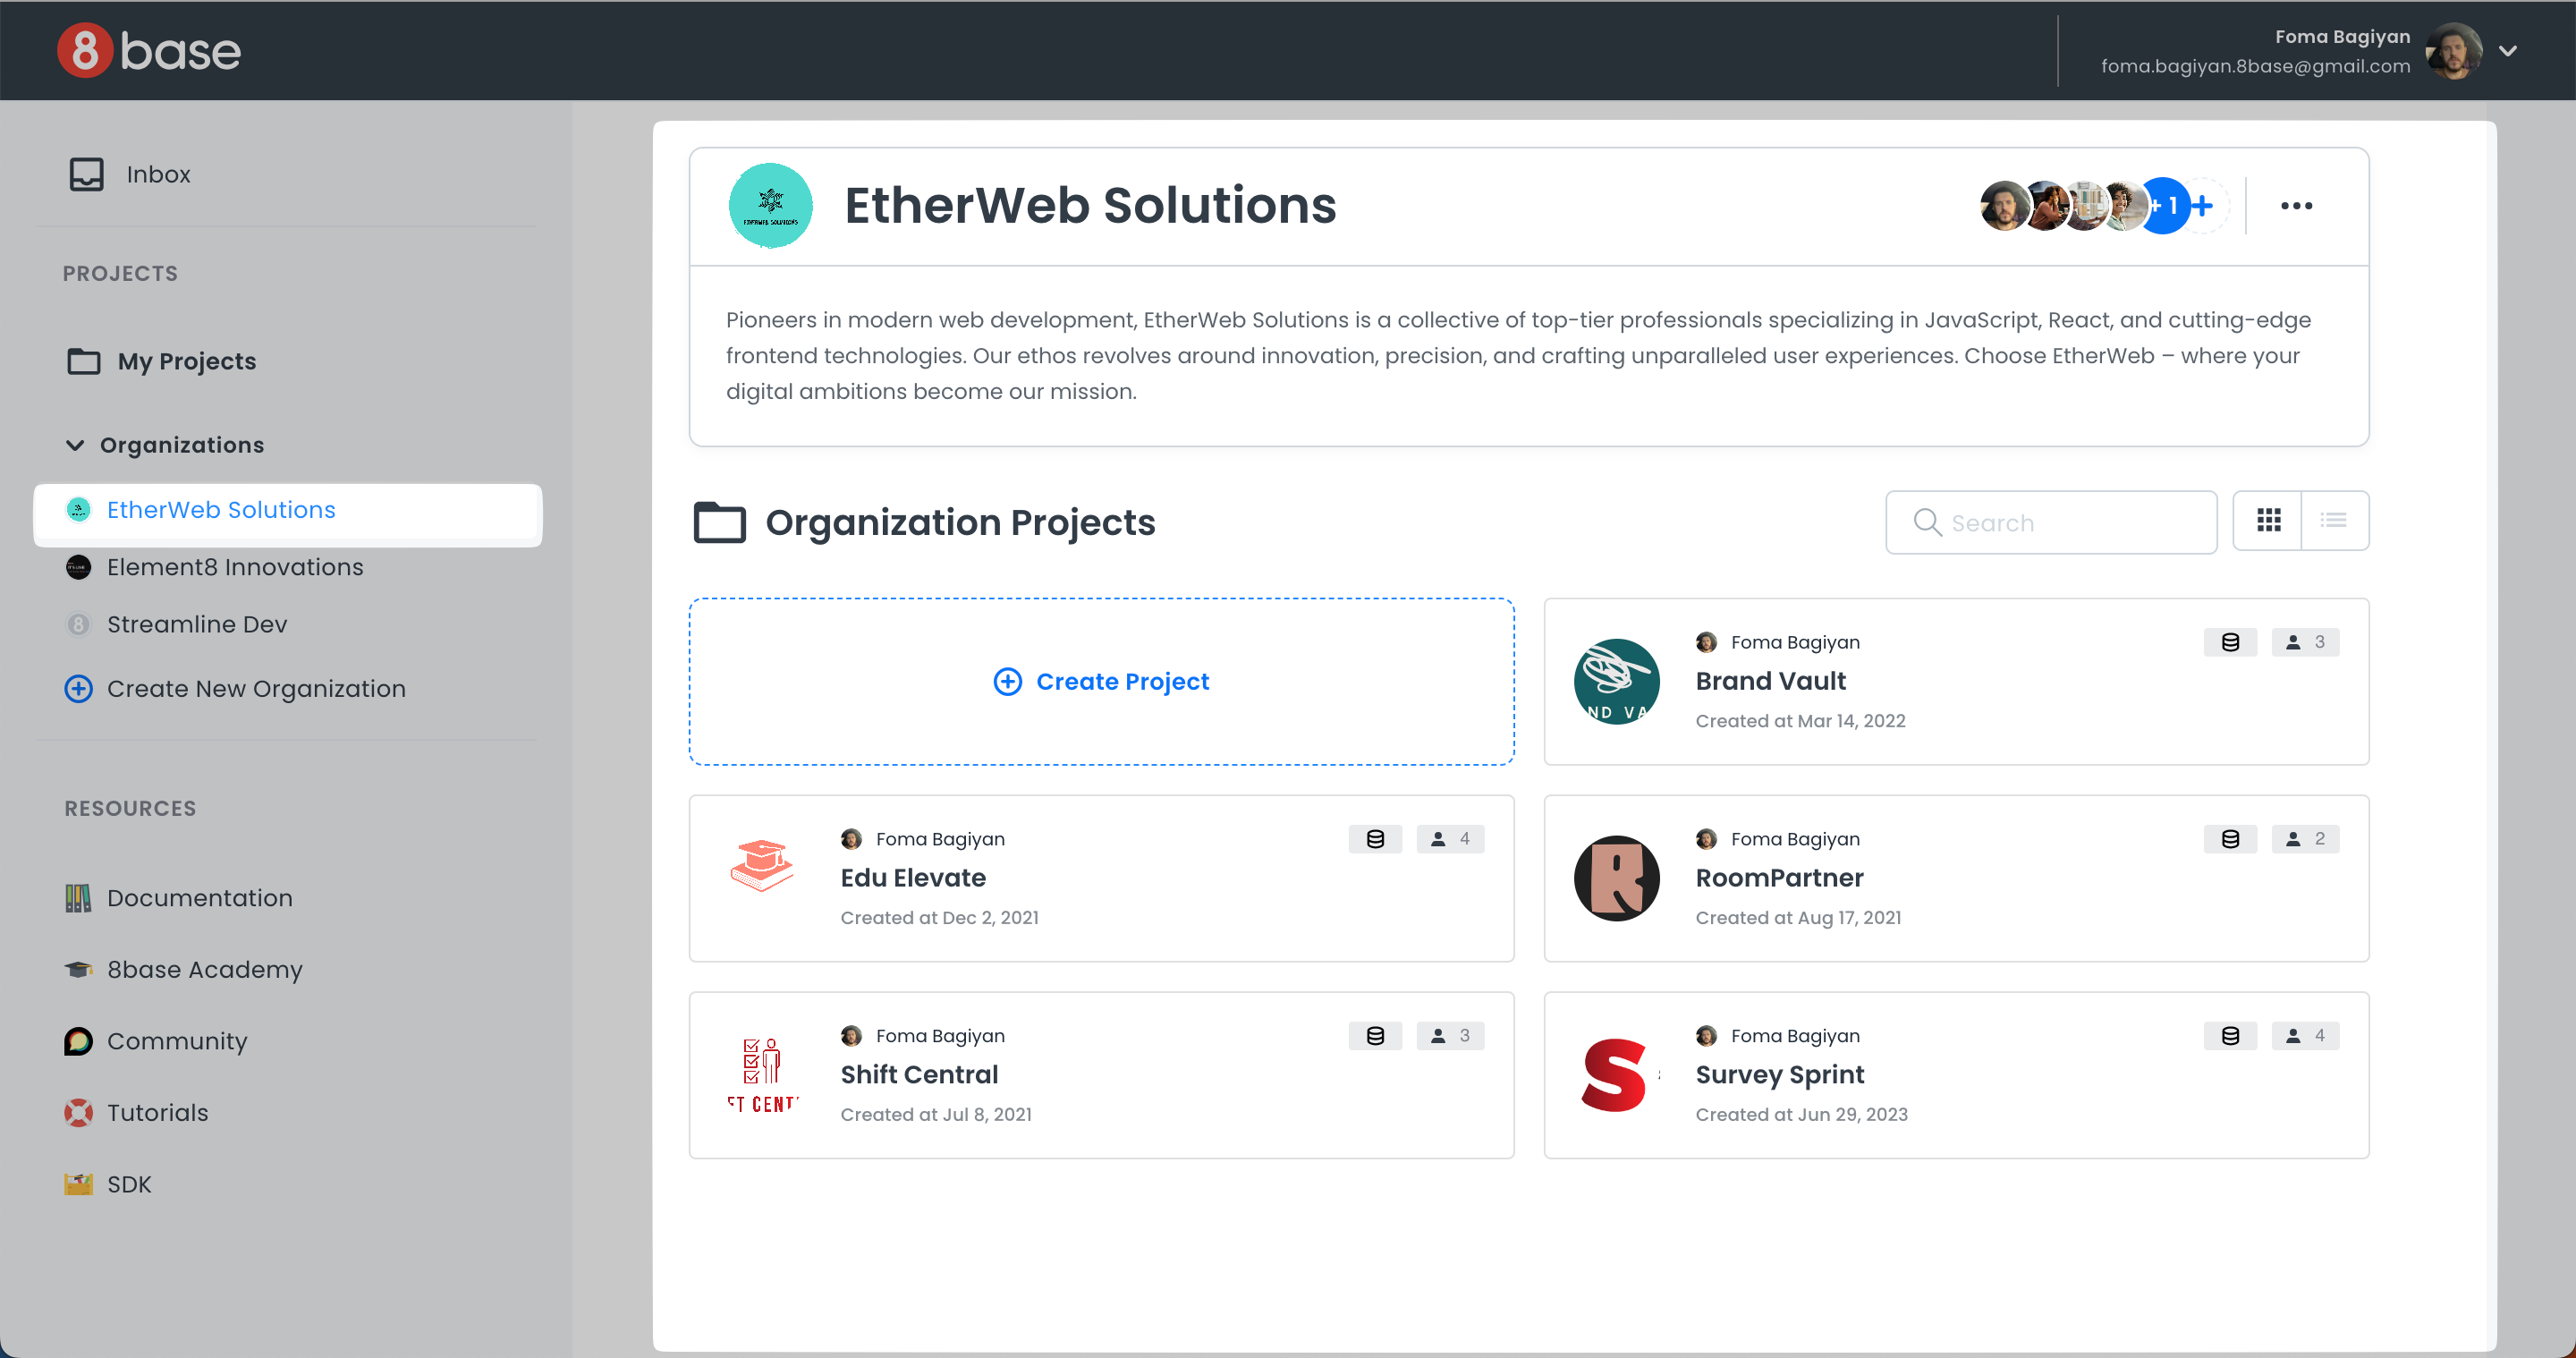 8base
Foma Bagiyan
foma.bagiyan.8base@gmail.com
Inbox
PROJECTS
My Projects
Organizations
EtherWeb Solutions
Element8 Innovations
Streamline Dev
Create New Organization
RESOURCES
Documentation
8base Academy
Community
Tutorials
SDK
ETHERWEB SOLUTIONS
EtherWeb Solutions
+ 1
Pioneers in modern web development, EtherWeb Solutions is a collective of top-tier professionals specializing in JavaScript, React, and cutting-edge
frontend technologies. Our ethos revolves around innovation, precision, and crafting unparalleled user experiences. Choose EtherWeb – where your
digital ambitions become our mission.
Organization Projects
Search
Create Project
ND VA
Foma Bagiyan
3
Brand Vault
Created at Mar 14, 2022
Foma Bagiyan
4
Edu Elevate
Created at Dec 2, 2021
R
Foma Bagiyan
2
RoomPartner
Created at Aug 17, 2021
FT CENT
Foma Bagiyan
3
Shift Central
Created at Jul 8, 2021
S
Foma Bagiyan
4
Survey Sprint
Created at Jun 29, 2023